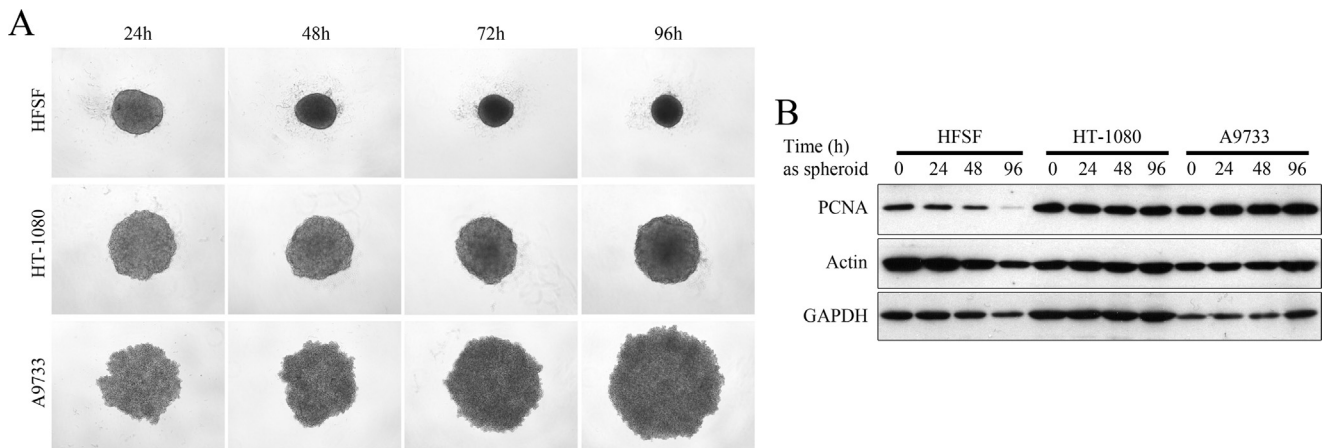 A
24h 48h 72h 96h
HFSF
HT-1080
A9733
B
HFSF HT-1080 A9733
Time (h)
as spheroid 0 24 48 96 0 24 48 96 0 24 48 96
PCNA
Actin
GAPDH